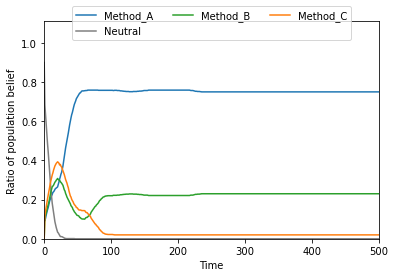 Method_A Method_B Method_C
Neutral
1.0
0.8
0.6
0.4
0.2
0.0
Ratio of population belief
0 100 200 300 400 500
Time